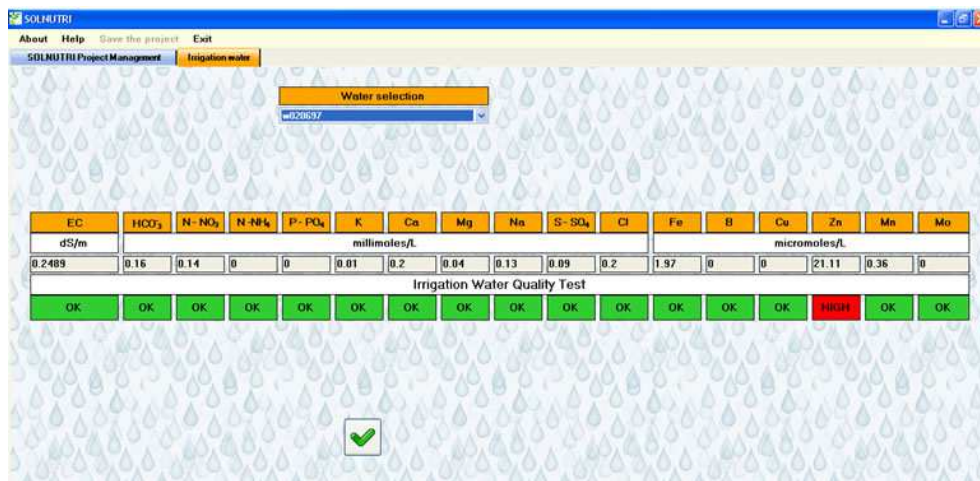 SOLNUTRI
About Help Save the project Exit
SOLNUTRI Project Management Irrigation water
Water selection
w020697
EC HCO⁻₃ N-NO₃ N-NH₄ P-PO₄ K Ca Mg Na S-SO₄ Cl Fe B Cu Zn Mn Mo
dS/m millimoles/L micromoles/L
0.2489 0.16 0.14 0 0 0.01 0.2 0.04 0.13 0.09 0.2 1.97 0 0 21.11 0.36 0
Irrigation Water Quality Test
OK OK OK OK OK OK OK OK OK OK OK OK OK OK HIGH OK OK